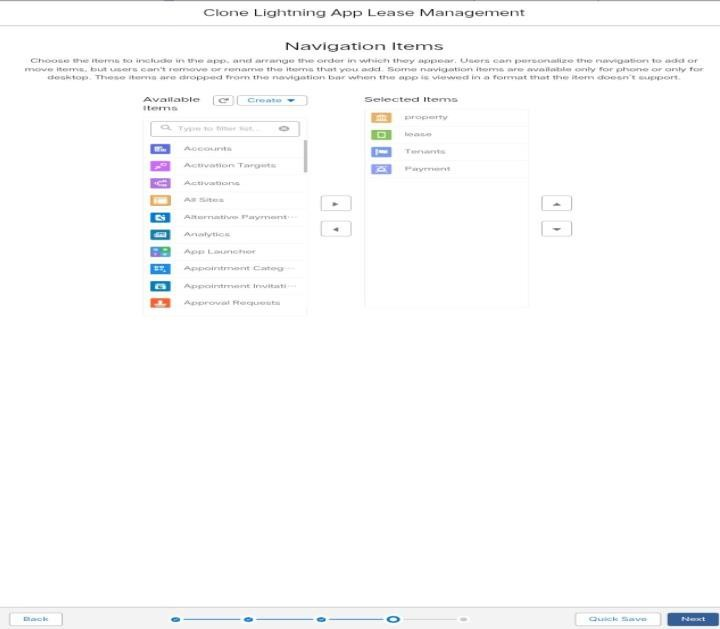 Clone Lightning App Lease Management
Navigation Items
Choose the items to include in the app, and arrange the order in which they appear. Users can personalize the navigation to add or
move items, but users can't remove or rename the items that you add. Some navigation items are available only for phone or only for
desktop. These items are dropped from the navigation bar when the app is viewed in a format that the item doesn't support.
Available
Items
Create
Selected Items
Type to filter list...
Accounts
Activation Targets
Activations
All Sites
Alternative Payment...
Analytics
App Launcher
Appointment Categ...
Appointment Invitati...
Approval Requests
property
lease
Tenants
Payment
Back
Quick Save
Next